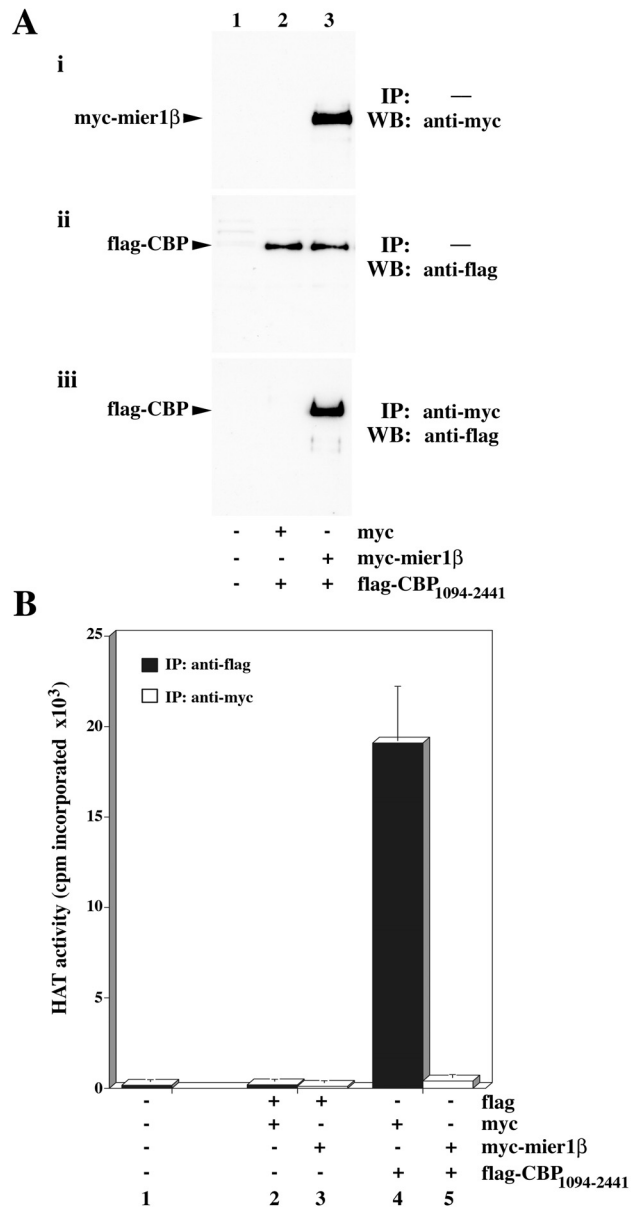 A
1 2 3
i
myc-mier1β
IP: —
WB: anti-myc
ii
flag-CBP
IP: —
WB: anti-flag
iii
flag-CBP
IP: anti-myc
WB: anti-flag
- + - myc
- - + myc-mier1β
- + + flag-CBP1094-2441
B
25
20
15
10
5
0
HAT activity (cpm incorporated x10³)
IP: anti-flag
IP: anti-myc
- + + - - flag
- + - + - myc
- - + - + myc-mier1β
- - - + + flag-CBP1094-2441
1 2 3 4 5